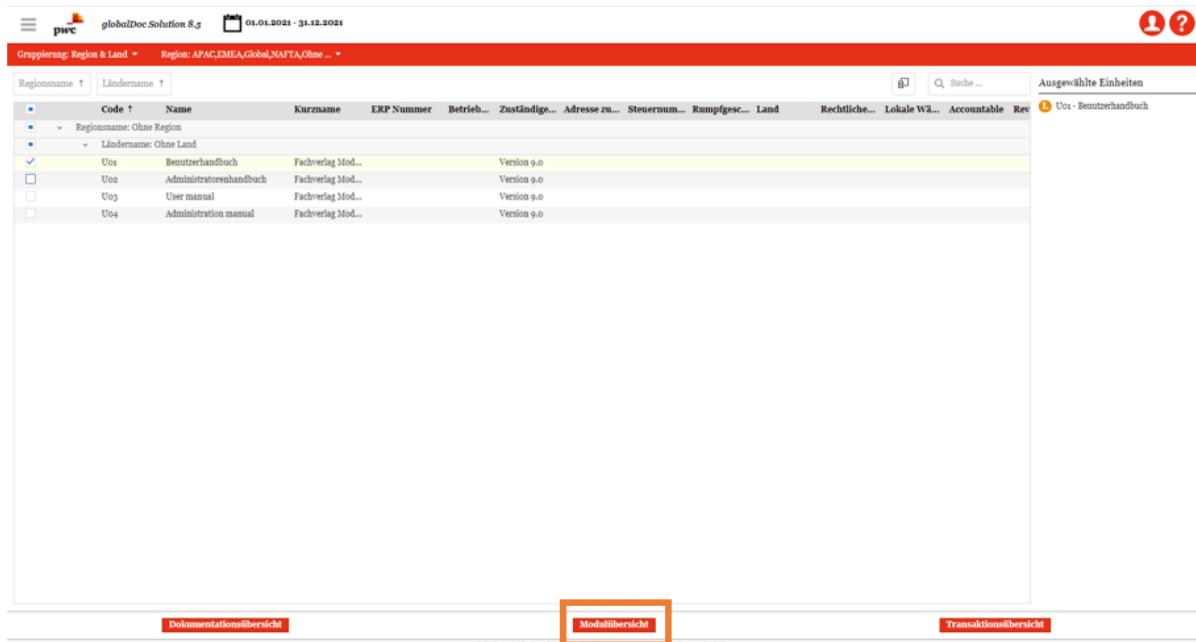 pwc globalDoc Solution 8.5 01.01.2021 - 31.12.2021
Gruppierung: Region & Land Region: APAC,EMEA,Global,NAFTA,Ohne ...
Regionsname ↑ Ländername ↑ Suche ... Ausgewählte Einheiten
Code ↑ Name Kurzname ERP Nummer Betrieb... Zuständige... Adresse zu... Steuernum... Rumpfgesc... Land Rechtliche... Lokale Wä... Accountable Rev
L U01 - Benutzerhandbuch
Regionsname: Ohne Region
Ländername: Ohne Land
U01 Benutzerhandbuch Fachverlag Mod... Version 9.0
U02 Administratorenhandbuch Fachverlag Mod... Version 9.0
U03 User manual Fachverlag Mod... Version 9.0
U04 Administration manual Fachverlag Mod... Version 9.0
Dokumentationsübersicht Modulübersicht Transaktionsübersicht